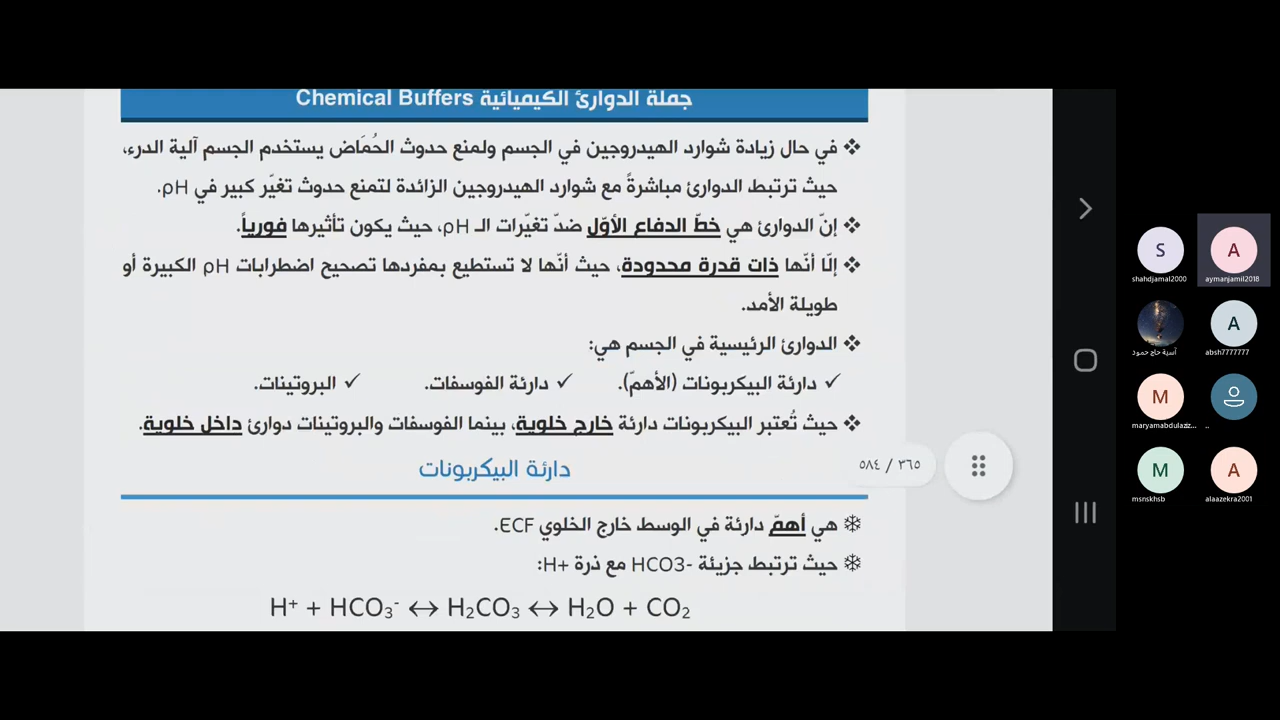 جملة الدوارئ الكيميائية Chemical Buffers
❖ في حال زيادة شوارد الهيدروجين في الجسم ولمنع حدوث الحُمَاض يستخدم الجسم آلية الدرء،
حيث ترتبط الدوارئ مباشرةً مع شوارد الهيدروجين الزائدة لتمنع حدوث تغيّر كبير في pH.
❖ إنّ الدوارئ هي خطّ الدفاع الأوّل ضدّ تغيّرات الـ pH، حيث يكون تأثيرها فورياً.
❖ إلّا أنّها ذات قدرة محدودة، حيث أنّها لا تستطيع بمفردها تصحيح اضطرابات pH الكبيرة أو
طويلة الأمد.
❖ الدوارئ الرئيسية في الجسم هي:
✓ دارئة البيكربونات (الأهمّ). ✓ دارئة الفوسفات. ✓ البروتينات.
❖ حيث تُعتبر البيكربونات دارئة خارج خلوية، بينما الفوسفات والبروتينات دوارئ داخل خلوية.
٣٦٥ / ٥٨٤
دارئة البيكربونات
❄ هي أهمّ دارئة في الوسط خارج الخلوي ECF.
❄ حيث ترتبط جزيئة HCO3- مع ذرة H+:
H⁺ + HCO₃⁻ ↔ H₂CO₃ ↔ H₂O + CO₂
S
shahdjamal2000
A
aymanjamil2018
آسية حاج حمود
A
absh7777777
M
maryamabdulaziz...
..
M
msnskhsb
A
alaazekra2001